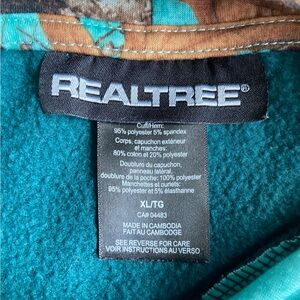 REALTREE®
Cuff/Hem:
95% polyester 5% spandex
Corps, capuchon extérieur
et manches:
80% coton et 20% polyester
Doublure du capuchon,
panneau latéral,
doublure de la poche: 100% polyester
Manchettes et ourlets:
95% polyester et 5% élasthanne
XL/TG
CA# 04483
MADE IN CAMBODIA
FAIT AU CAMBODGE
SEE REVERSE FOR CARE
VOIR INSTRUCTIONS AU VERSO